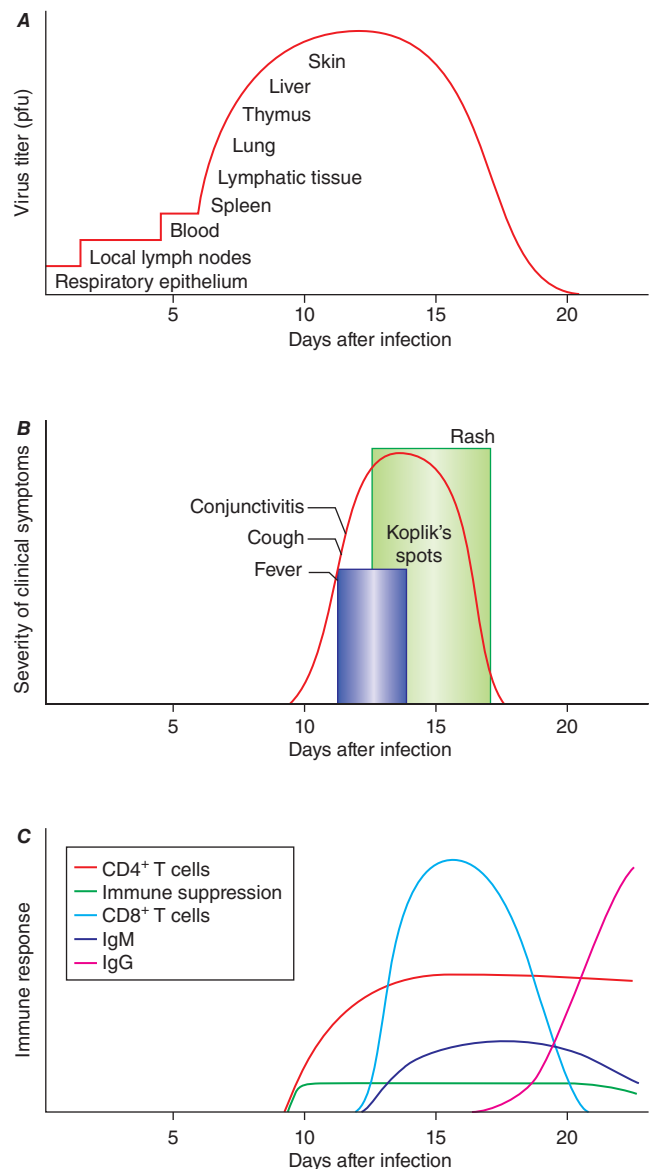 A
Virus titer (pfu)
Skin
Liver
Thymus
Lung
Lymphatic tissue
Spleen
Blood
Local lymph nodes
Respiratory epithelium
5 10 15 20
Days after infection
B
Severity of clinical symptoms
Rash
Conjunctivitis
Koplik's
spots
Cough
Fever
5 10 15 20
Days after infection
C
Immune response
CD4+ T cells
Immune suppression
CD8+ T cells
IgM
IgG
5 10 15 20
Days after infection